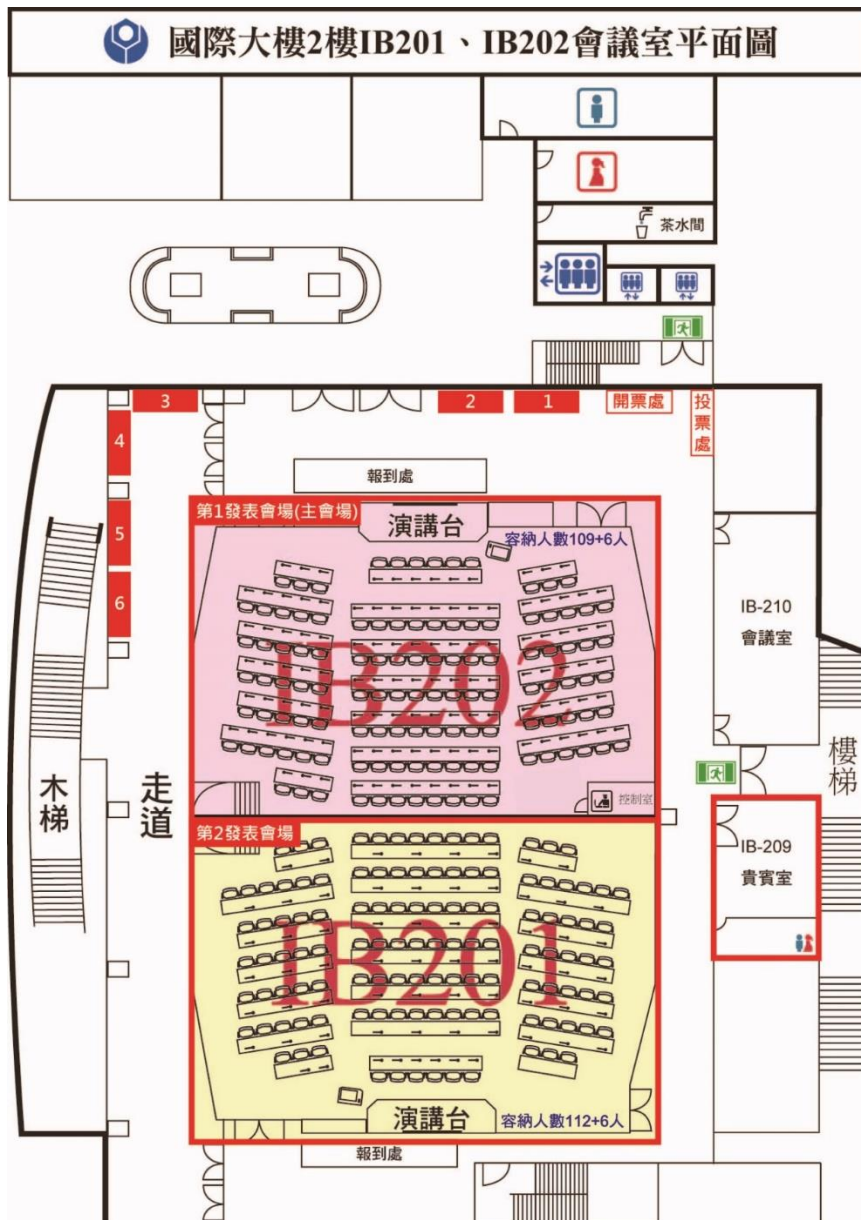 國際大樓2樓IB201、IB202會議室平面圖
茶水間
3
2
1
開票處
投票處
4
5
6
報到處
第1發表會場(主會場)
演講台
容納人數109+6人
IB202
IB-210
會議室
樓梯
木梯
走道
控制室
第2發表會場
IB-209
貴賓室
IB201
演講台
容納人數112+6人
報到處